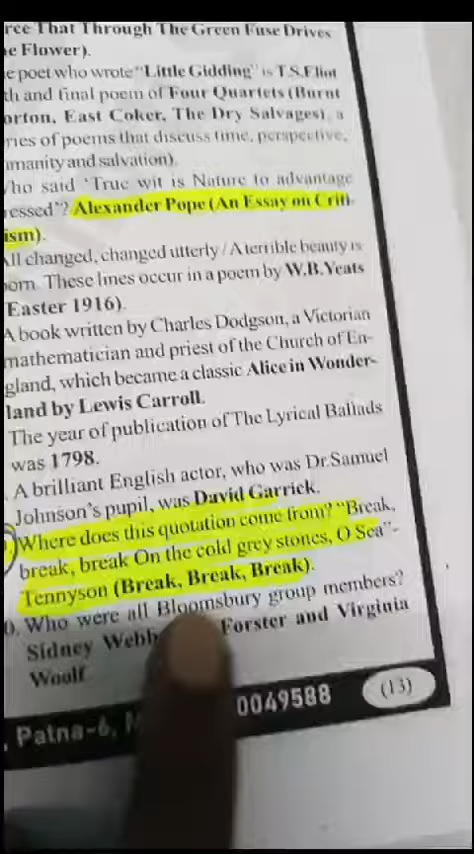 rce That Through The Green Fuse Drives
e Flower).
e poet who wrote "Little Gidding" is T.S.Eliot
th and final poem of Four Quartets (Burnt
orton, East Coker, The Dry Salvages), a
ries of poems that discuss time, perspective,
umanity and salvation).
Who said 'True wit is Nature to advantage
ressed"? Alexander Pope (An Essay on Crit-
ism).
All changed, changed utterly / A terrible beauty is
orn. These lines occur in a poem by W.B.Yeats
Easter 1916).
A book written by Charles Dodgson, a Victorian
mathematician and priest of the Church of En-
gland, which became a classic Alice in Wonder-
land by Lewis Carroll.
The year of publication of The Lyrical Ballads
was 1798.
. A brilliant English actor, who was Dr.Samuel
Johnson's pupil, was David Garrick.
Where does this quotation come from? "Break,
break, break On the cold grey stones, O Sea"-
Tennyson (Break, Break, Break).
0. Who were all Bloomsbury group members?
Sidney Webb Forster and Virginia
Woolf
, Patna-6, M 0049588 (13)